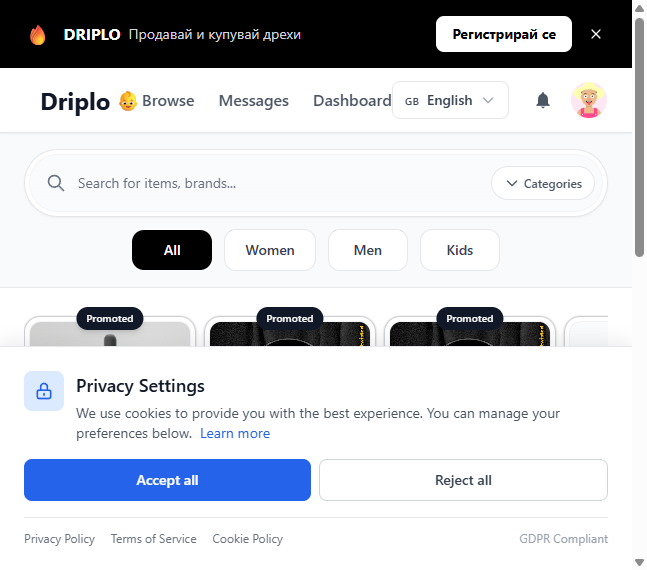 DRIPLO Продавай и купувай дрехи
Регистрирай се
Driplo
Browse
Messages
Dashboard
GB English
Search for items, brands...
Categories
All
Women
Men
Kids
Promoted
Promoted
Promoted
Privacy Settings
We use cookies to provide you with the best experience. You can manage your
preferences below. Learn more
Accept all
Reject all
Privacy Policy
Terms of Service
Cookie Policy
GDPR Compliant